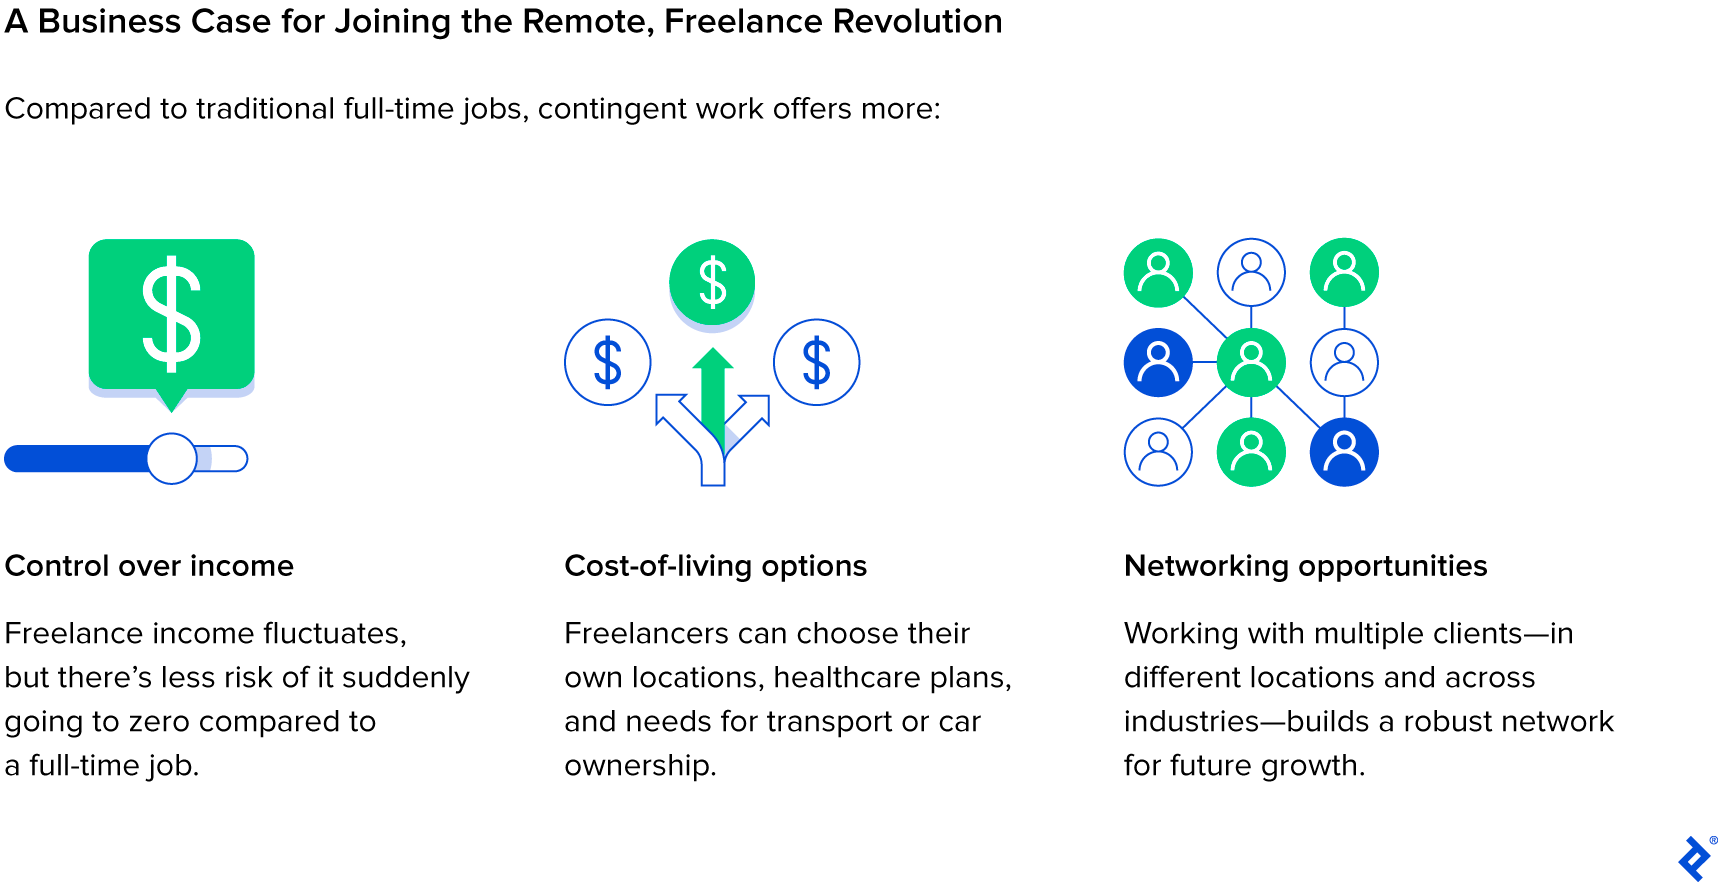 A Business Case for Joining the Remote, Freelance Revolution
Compared to traditional full-time jobs, contingent work offers more:
$
$
$
$
Control over income
Freelance income fluctuates,
but there’s less risk of it suddenly
going to zero compared to
a full-time job.
Cost-of-living options
Freelancers can choose their
own locations, healthcare plans,
and needs for transport or car
ownership.
Networking opportunities
Working with multiple clients—in
different locations and across
industries—builds a robust network
for future growth.
®